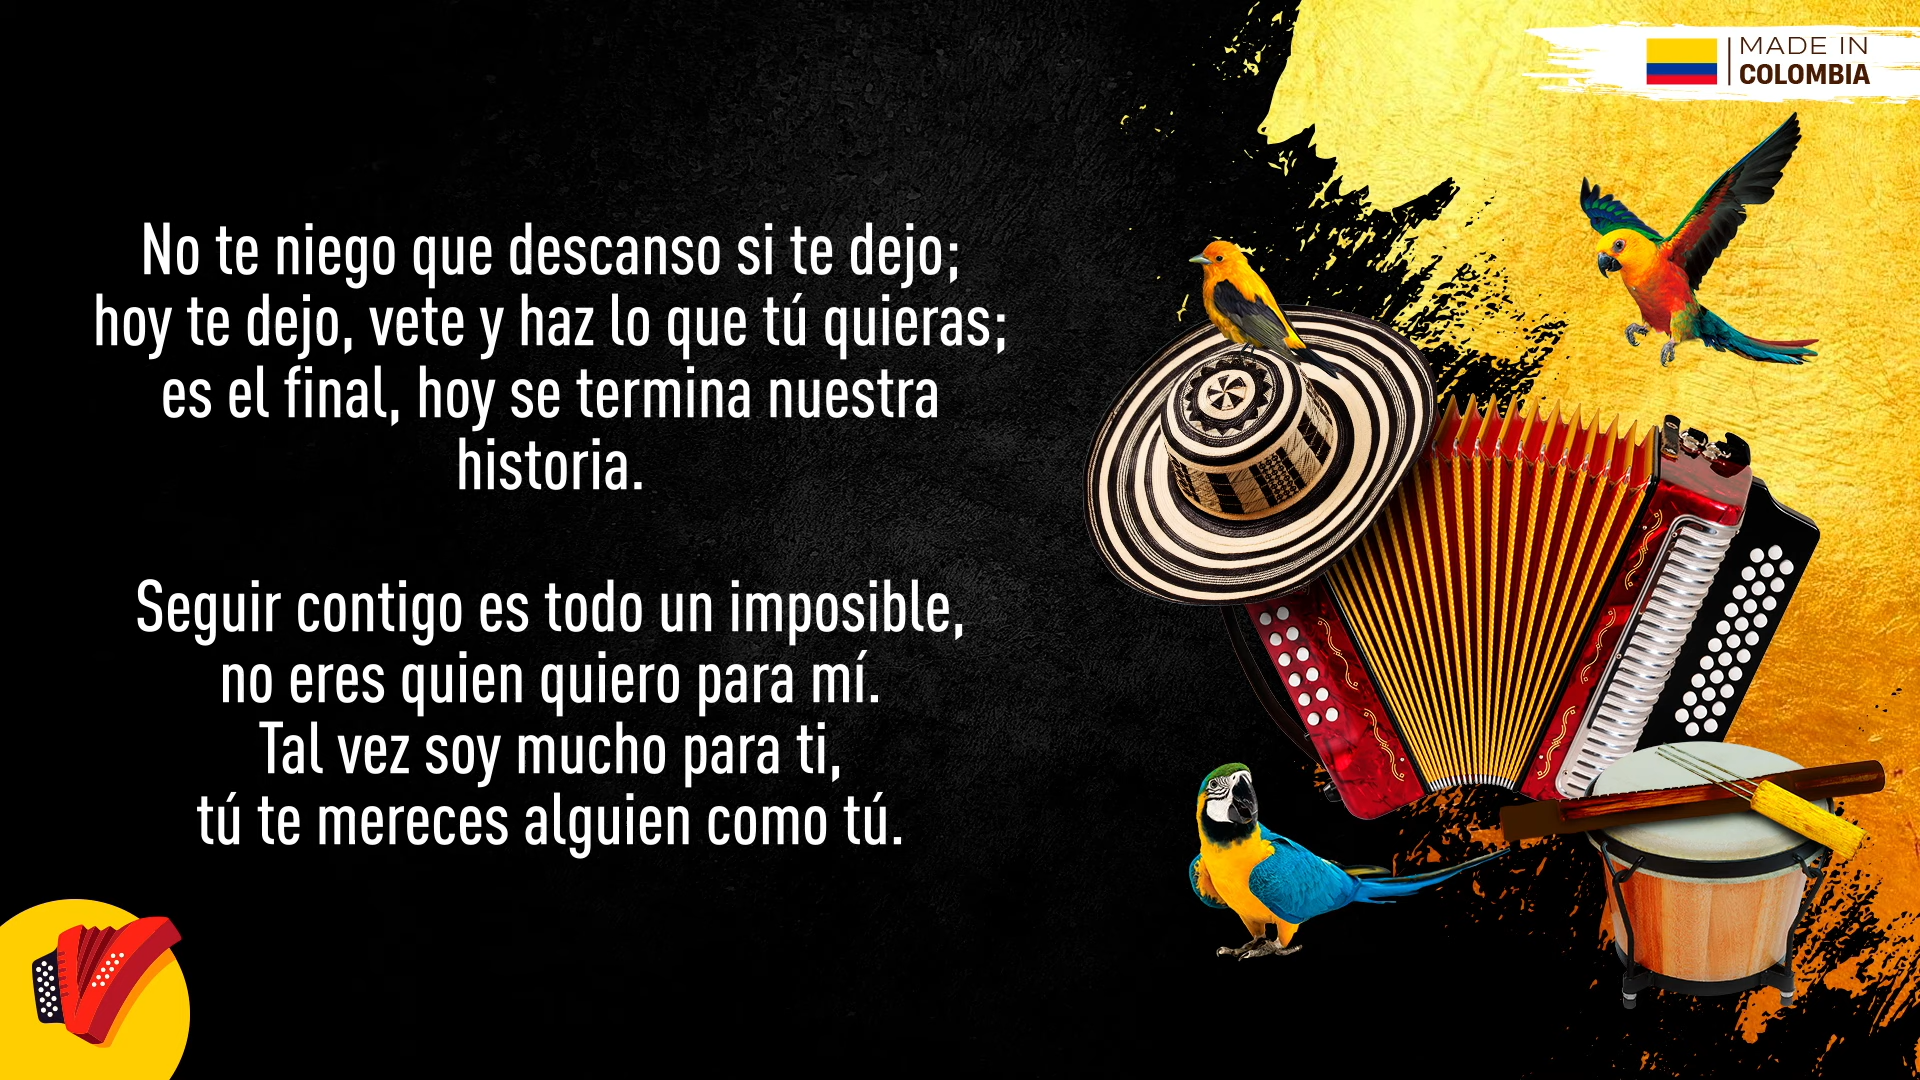 MADE IN
COLOMBIA
No te niego que descanso si te dejo;
hoy te dejo, vete y haz lo que tú quieras;
es el final, hoy se termina nuestra
historia.
Seguir contigo es todo un imposible,
no eres quien quiero para mí.
Tal vez soy mucho para ti,
tú te mereces alguien como tú.